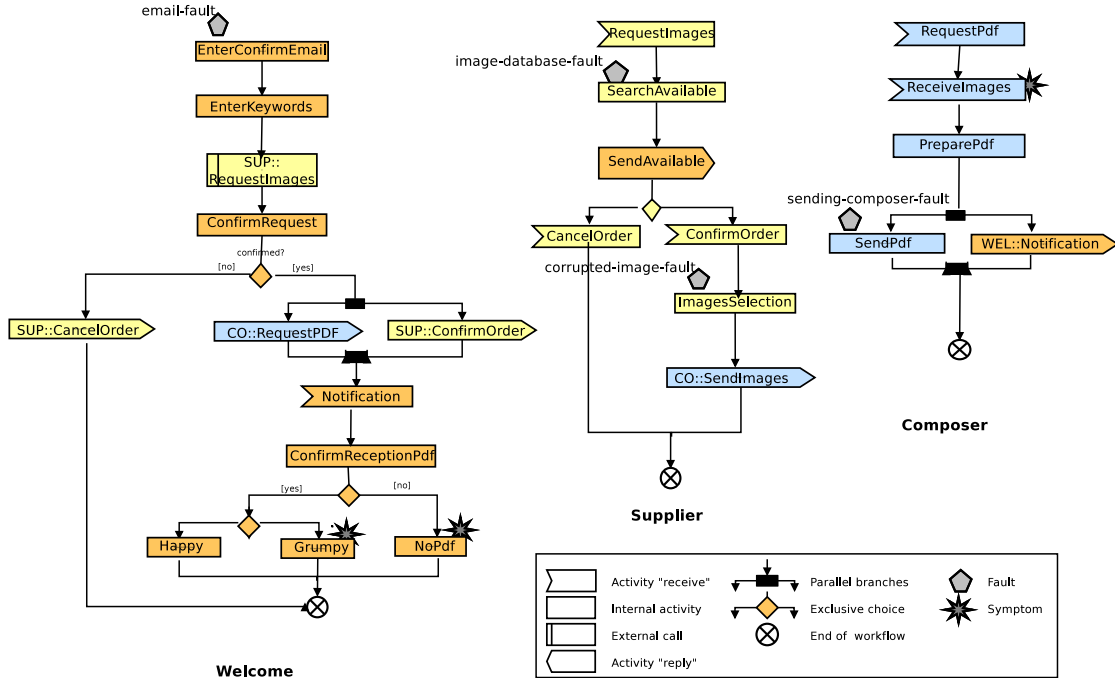 email-fault
EnterConfirmEmail
EnterKeywords
SUP::
RequestImages
ConfirmRequest
confirmed?
[no]
[yes]
SUP::CancelOrder
CO::RequestPDF
SUP::ConfirmOrder
Notification
ConfirmReceptionPdf
[yes]
[no]
Happy
Grumpy
NoPdf
Welcome
RequestImages
image-database-fault
SearchAvailable
SendAvailable
CancelOrder
ConfirmOrder
corrupted-image-fault
ImagesSelection
CO::SendImages
Supplier
RequestPdf
ReceiveImages
PreparePdf
sending-composer-fault
SendPdf
WEL::Notification
Composer
Activity "receive"
Internal activity
External call
Activity "reply"
Parallel branches
Exclusive choice
End of workflow
Fault
Symptom